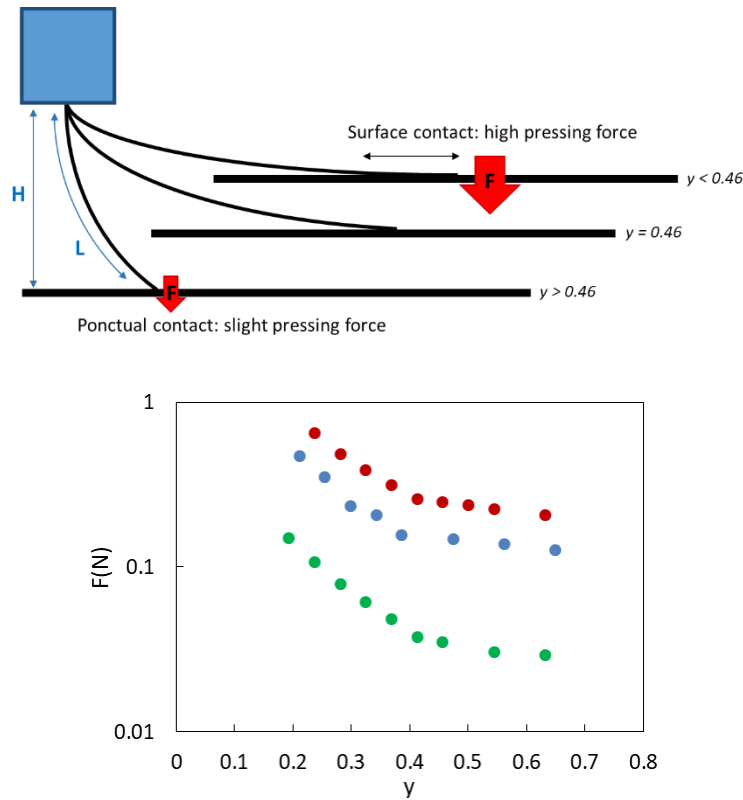 Surface contact: high pressing force
F
y < 0.46
H
y = 0.46
L
F
y > 0.46
Ponctual contact: slight pressing force
1
0.1
0.01
F(N)
0 0.1 0.2 0.3 0.4 0.5 0.6 0.7 0.8
y